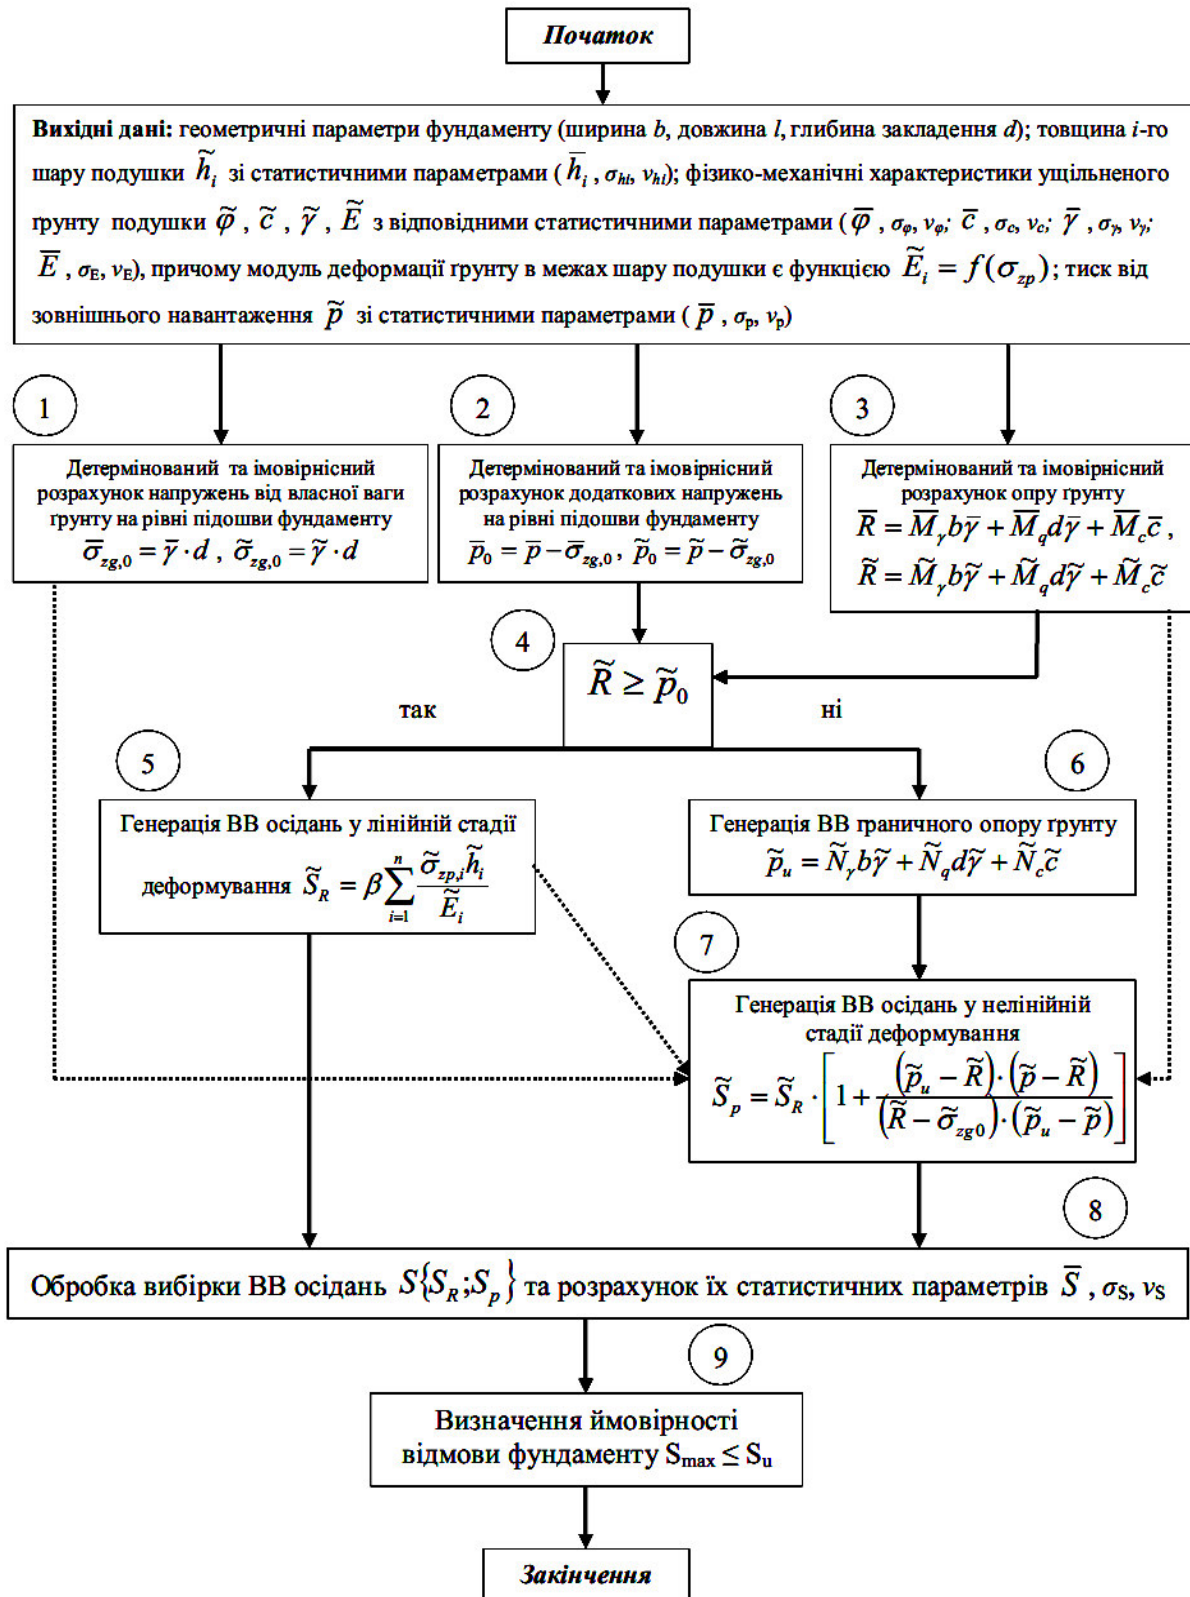 Початок
Вихідні дані: геометричні параметри фундаменту (ширина b, довжина l, глибина закладення d); товщина i-го
шару подушки h̃ᵢ зі статистичними параметрами ( h̅ᵢ , σhi, νhi); фізико-механічні характеристики ущільненого
ґрунту подушки φ̃ , c̃ , γ̃ , Ẽ з відповідними статистичними параметрами ( φ̅ , σφ, νφ; c̅ , σc, νc; γ̅ , σγ, νγ;
E̅ , σE, νE), причому модуль деформації ґрунту в межах шару подушки є функцією Ẽᵢ = f(σzp) ; тиск від
зовнішнього навантаження p̃ зі статистичними параметрами ( p̅ , σp, νp)
1
2
3
Детермінований та імовірнісний
розрахунок напружень від власної ваги
ґрунту на рівні підошви фундаменту
σ̅zg,0 = γ̅ · d , σ̃zg,0 = γ̃ · d
Детермінований та імовірнісний
розрахунок додаткових напружень
на рівні підошви фундаменту
p̅₀ = p̅ − σ̅zg,0 , p̃₀ = p̃ − σ̃zg,0
Детермінований та імовірнісний
розрахунок опру ґрунту
R̅ = M̅γbγ̅ + M̅qdγ̅ + M̅cc̅ ,
R̃ = M̃γbγ̃ + M̃qdγ̃ + M̃cc̃
4
R̃ ≥ p̃₀
так
ні
5
6
Генерація ВВ осідань у лінійній стадії
деформування S̃R = β ∑ⁿᵢ₌₁ σ̃zp,i h̃ᵢ / Ẽᵢ
Генерація ВВ граничного опору ґрунту
p̃u = Ñγbγ̃ + Ñqdγ̃ + Ñcc̃
7
Генерація ВВ осідань у нелінійній
стадії деформування
S̃p = S̃R · [1 + (p̃u − R̃)·(p̃ − R̃) / (R̃ − σ̃zg0)·(p̃u − p̃)]
8
Обробка вибірки ВВ осідань S{SR;Sp} та розрахунок їх статистичних параметрів S̅ , σS, νS
9
Визначення ймовірності
відмови фундаменту Smax ≤ Su
Закінчення